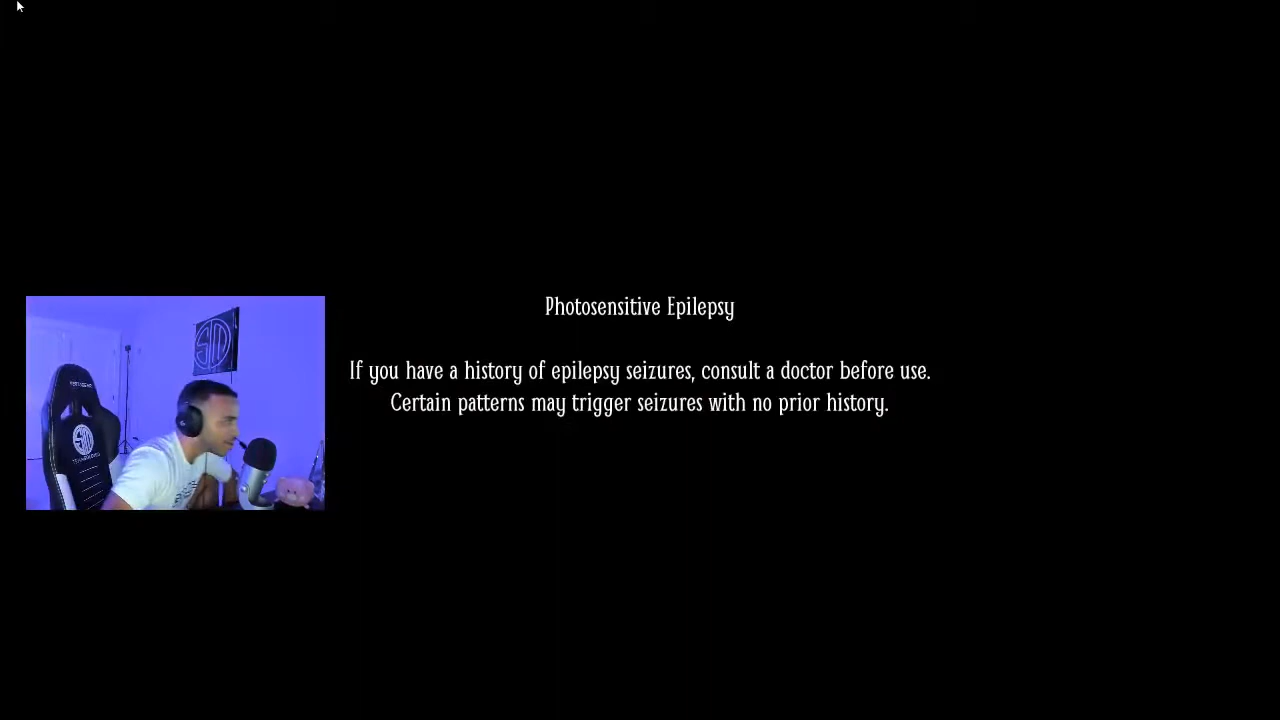 Photosensitive Epilepsy
If you have a history of epilepsy seizures, consult a doctor before use.
Certain patterns may trigger seizures with no prior history.